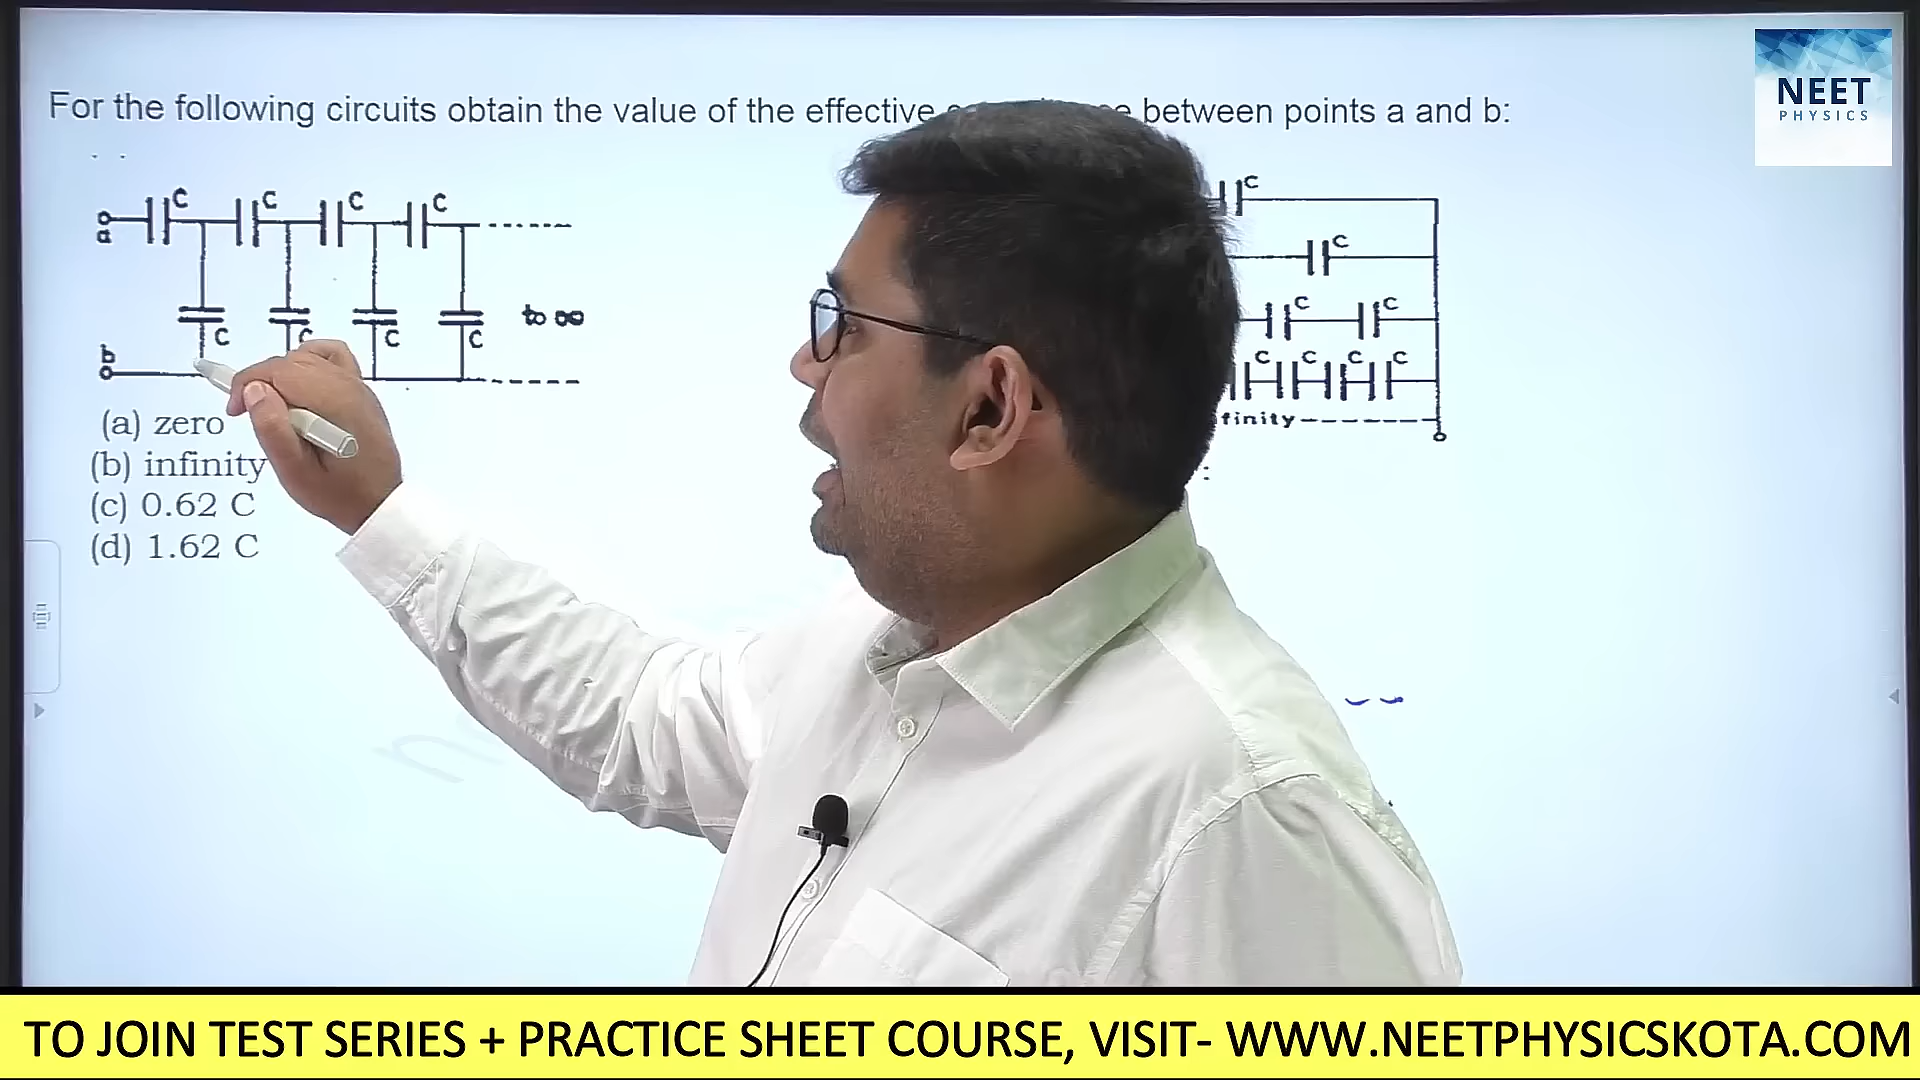 For the following circuits obtain the value of the effective between points a and b:
NEET
PHYSICS
C C C C
a
C C C C
to ∞
b
(a) zero
(b) infinity
(c) 0.62 C
(d) 1.62 C
C
C
C C
C C C C
finity
TO JOIN TEST SERIES + PRACTICE SHEET COURSE, VISIT- WWW.NEETPHYSICSKOTA.COM